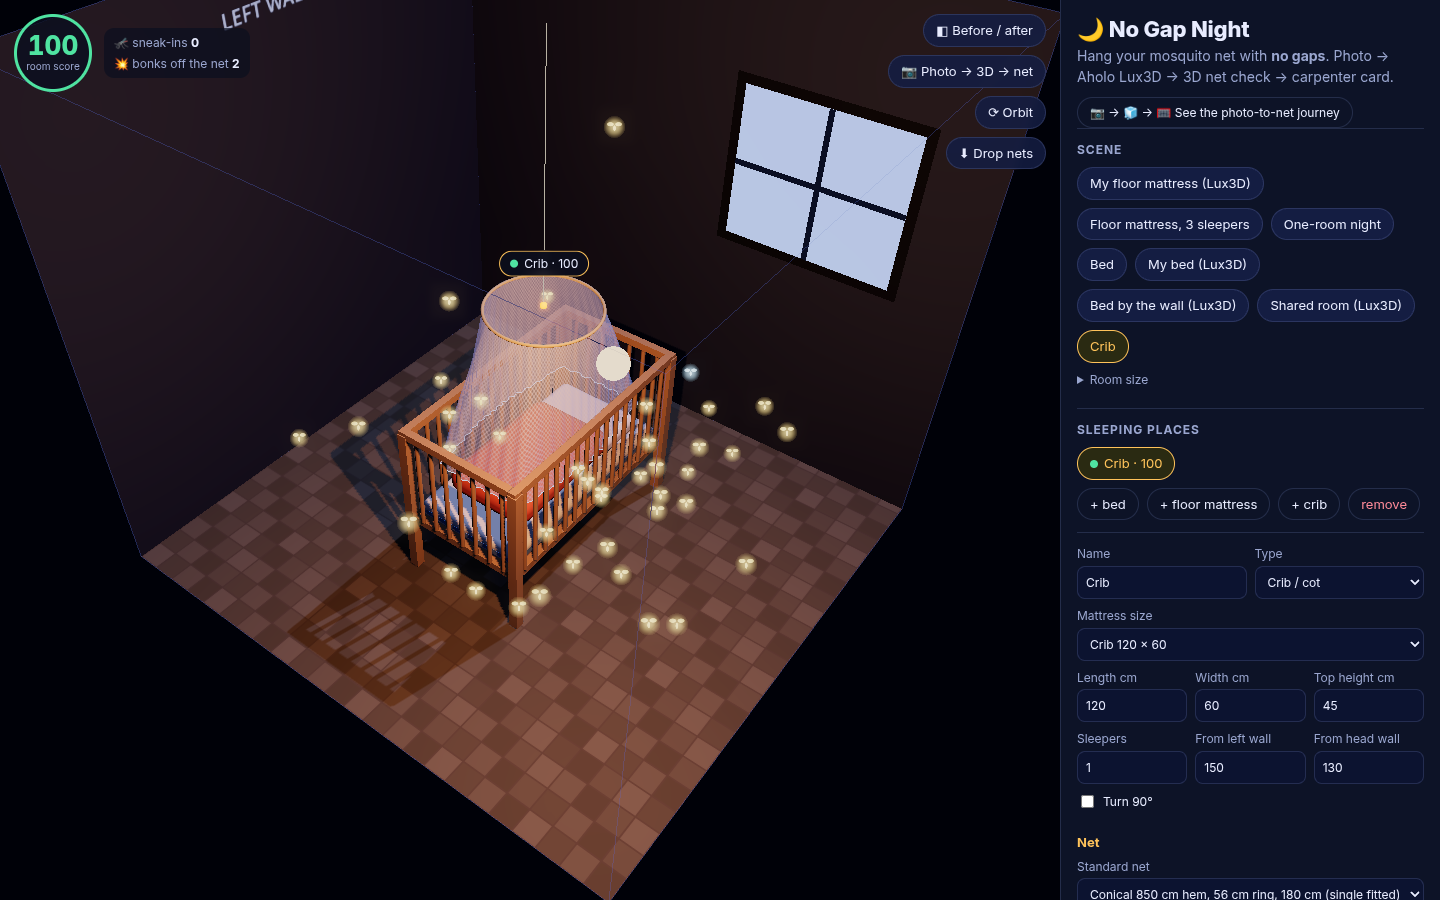 LEFT WAL
100
room score
🦟 sneak-ins 0
💥 bonks off the net 2
◧ Before / after
📷 Photo → 3D → net
⟳ Orbit
⬇ Drop nets
Crib · 100
🌙 No Gap Night
Hang your mosquito net with no gaps. Photo →
Aholo Lux3D → 3D net check → carpenter card.
📷 → 🧊 → 🥅 See the photo-to-net journey
SCENE
My floor mattress (Lux3D)
Floor mattress, 3 sleepers
One-room night
Bed
My bed (Lux3D)
Bed by the wall (Lux3D)
Shared room (Lux3D)
Crib
▶ Room size
SLEEPING PLACES
Crib · 100
+ bed
+ floor mattress
+ crib
remove
Name
Type
Crib
Crib / cot
Mattress size
Crib 120 × 60
Length cm
Width cm
Top height cm
120
60
45
Sleepers
From left wall
From head wall
1
150
130
Turn 90°
Net
Standard net
Conical 850 cm hem, 56 cm ring, 180 cm (single fitted)